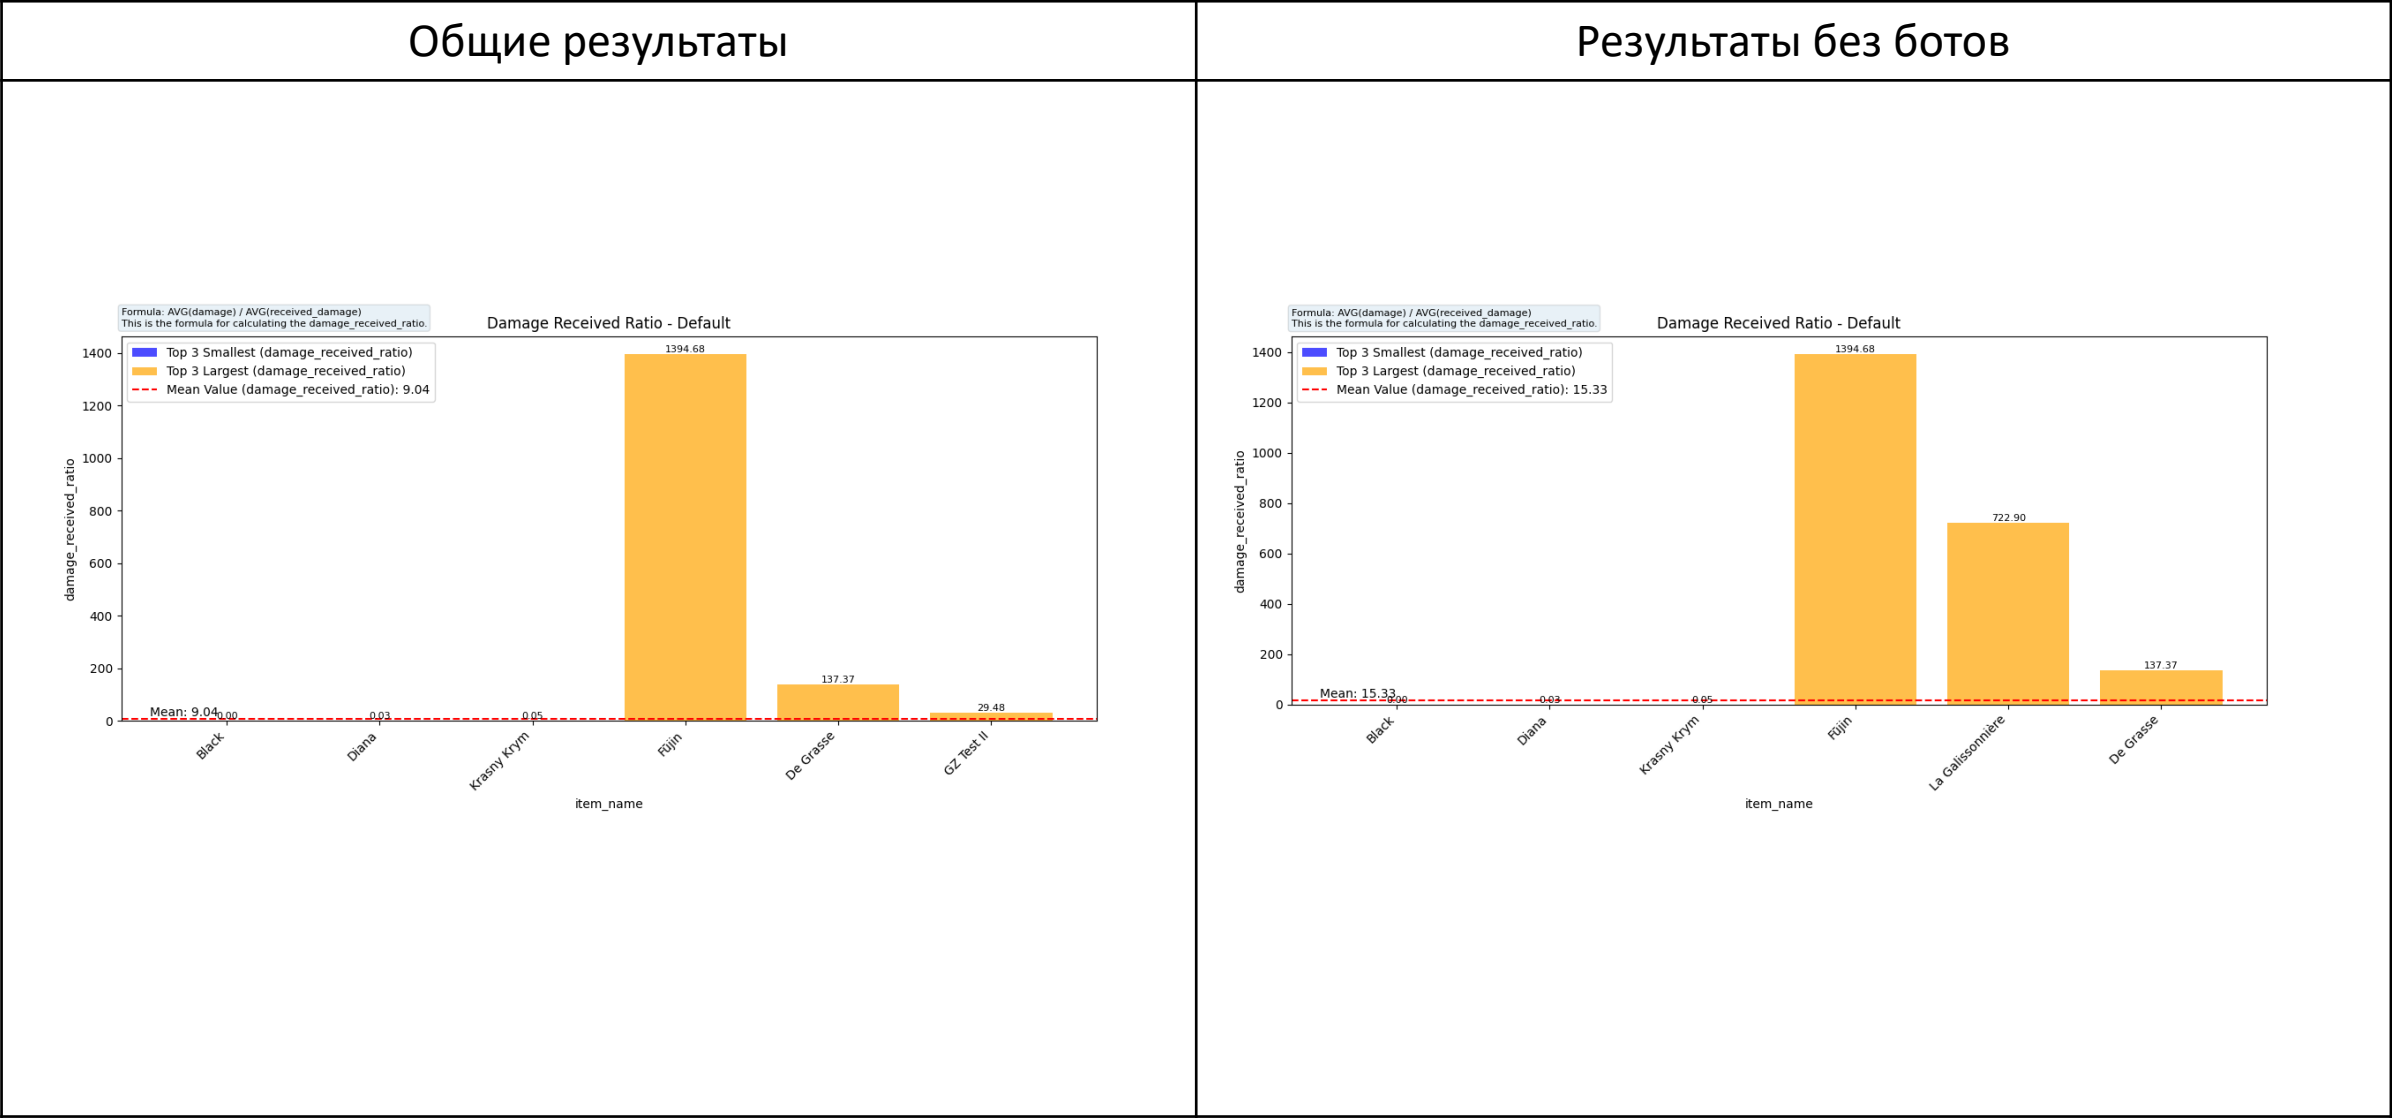 Общие результаты
Результаты без ботов
Formula: AVG(damage) / AVG(received_damage)
This is the formula for calculating the damage_received_ratio.
Damage Received Ratio - Default
Top 3 Smallest (damage_received_ratio)
Top 3 Largest (damage_received_ratio)
Mean Value (damage_received_ratio): 9.04
damage_received_ratio
1400
1200
1000
800
600
400
200
0
1394.68
137.37
29.48
Mean: 9.04
0.00
0.03
0.05
Black
Diana
Krasny Krym
Fūjin
De Grasse
GZ Test II
item_name
Formula: AVG(damage) / AVG(received_damage)
This is the formula for calculating the damage_received_ratio.
Damage Received Ratio - Default
Top 3 Smallest (damage_received_ratio)
Top 3 Largest (damage_received_ratio)
Mean Value (damage_received_ratio): 15.33
damage_received_ratio
1400
1200
1000
800
600
400
200
0
1394.68
722.90
137.37
Mean: 15.33
0.00
0.03
0.05
Black
Diana
Krasny Krym
Fūjin
La Galissonnière
De Grasse
item_name